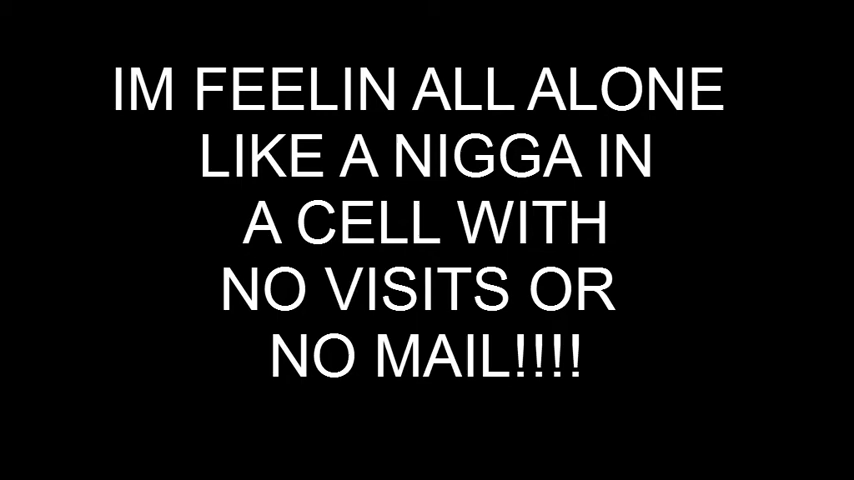 IM FEELIN ALL ALONE
LIKE A NIGGA IN
A CELL WITH
NO VISITS OR
NO MAIL!!!!